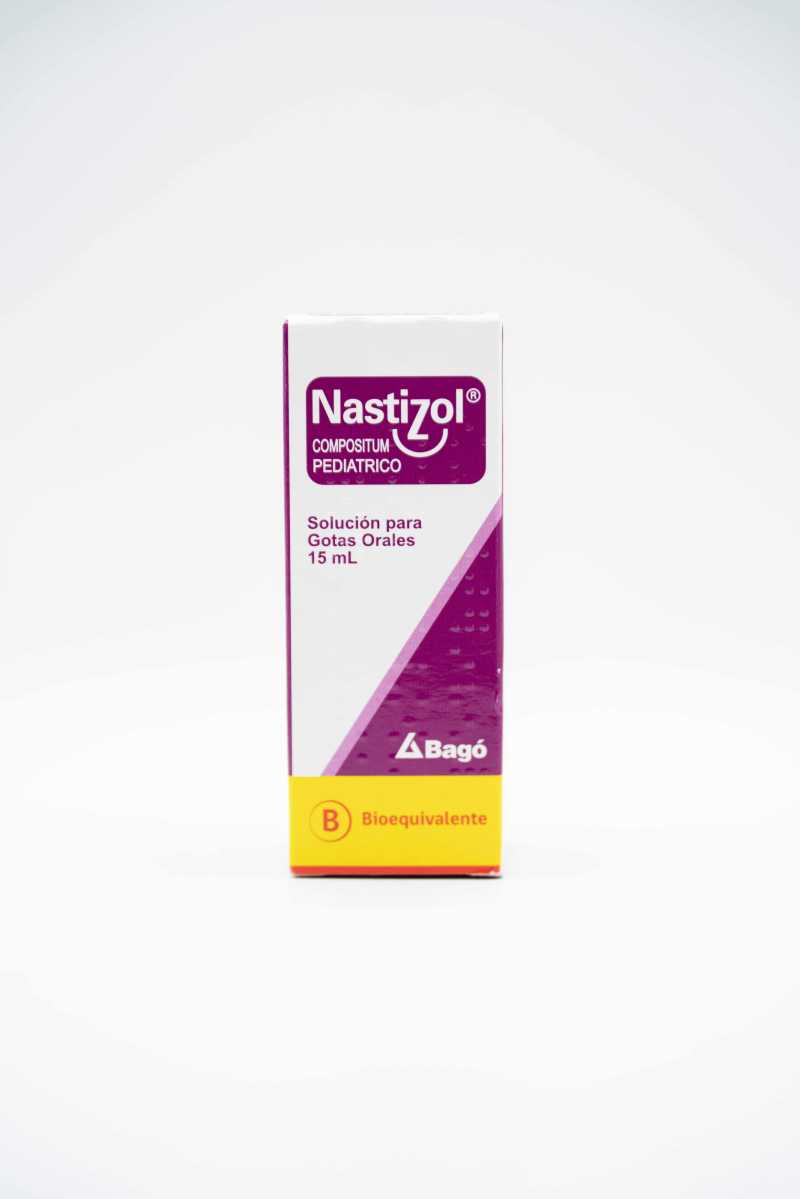 Nastizol®
COMPOSITUM
PEDIATRICO
Solución para
Gotas Orales
15 mL
Bagó
B Bioequivalente